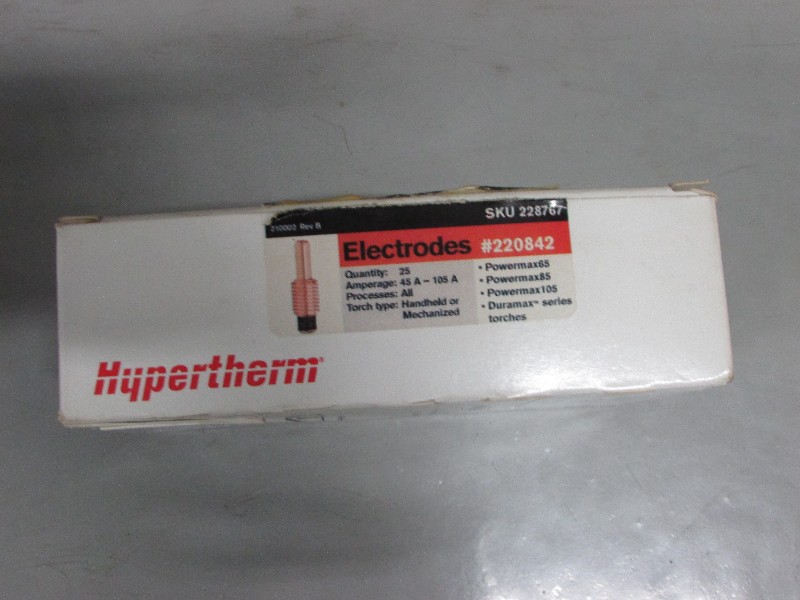 SKU 228767
210002 Rev B
Electrodes #220842
Quantity: 25
Amperage: 45 A – 105 A
Processes: All
Torch type: Handheld or
Mechanized
• Powermax65
• Powermax85
• Powermax105
• Duramax™ series
torches
Hypertherm®